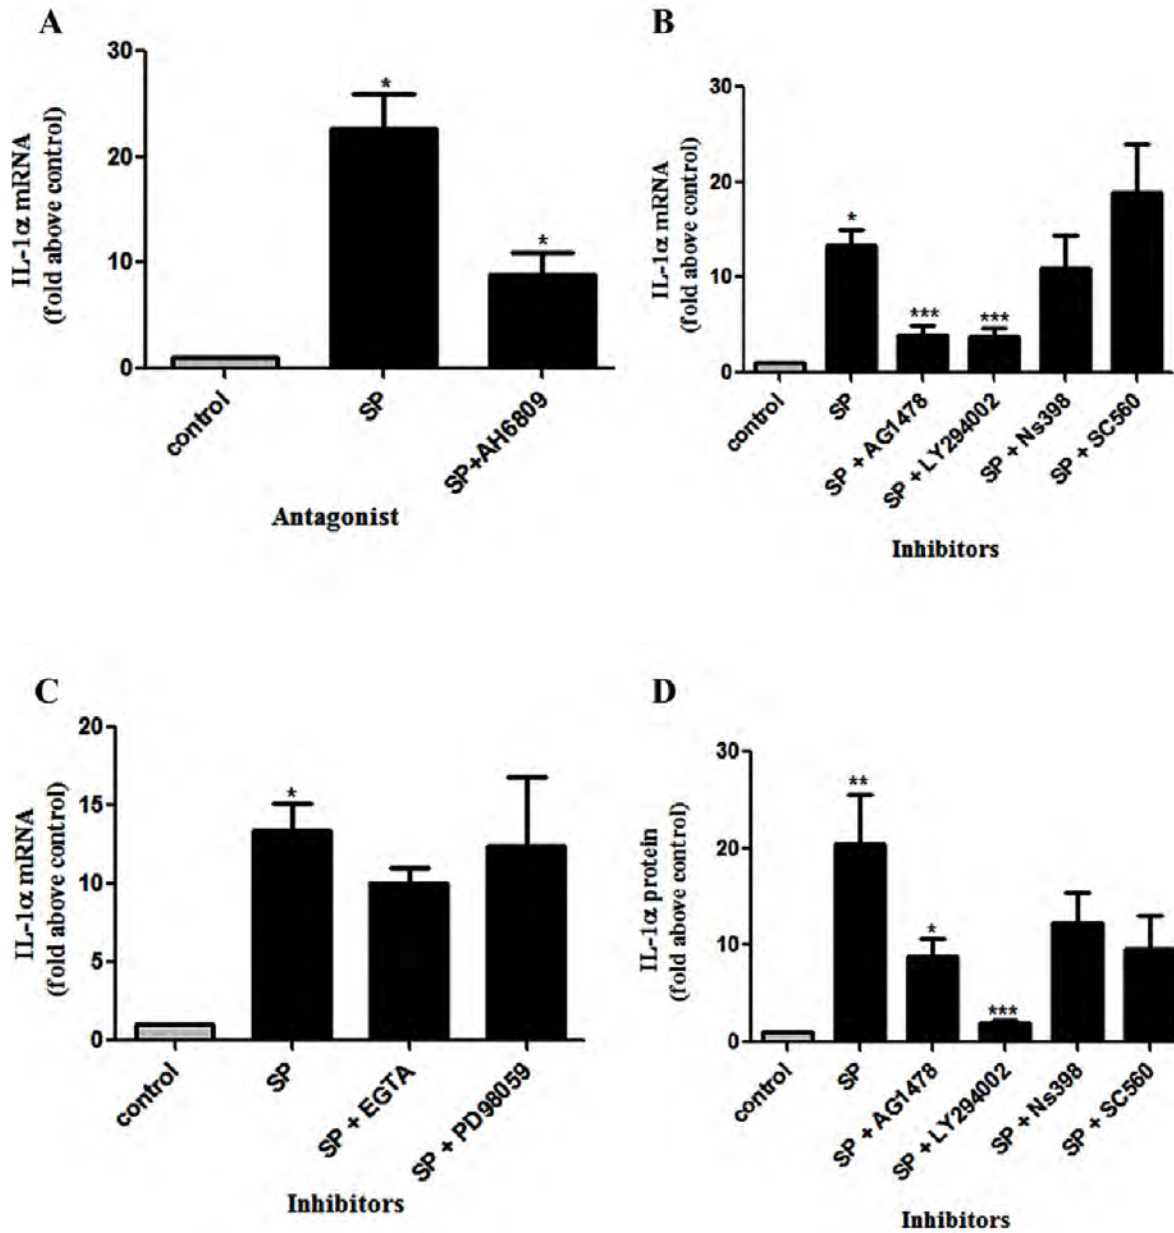 A
IL-1α mRNA
(fold above control)
30
20
10
0
*
*
control
SP
SP+AH6809
Antagonist
B
IL-1α mRNA
(fold above control)
30
20
10
0
*
***
***
control
SP
SP + AG1478
SP + LY294002
SP + Ns398
SP + SC560
Inhibitors
C
IL-1α mRNA
(fold above control)
20
15
10
5
0
*
control
SP
SP + EGTA
SP + PD98059
Inhibitors
D
IL-1α protein
(fold above control)
30
20
10
0
**
*
***
control
SP
SP + AG1478
SP + LY294002
SP + Ns398
SP + SC560
Inhibitors